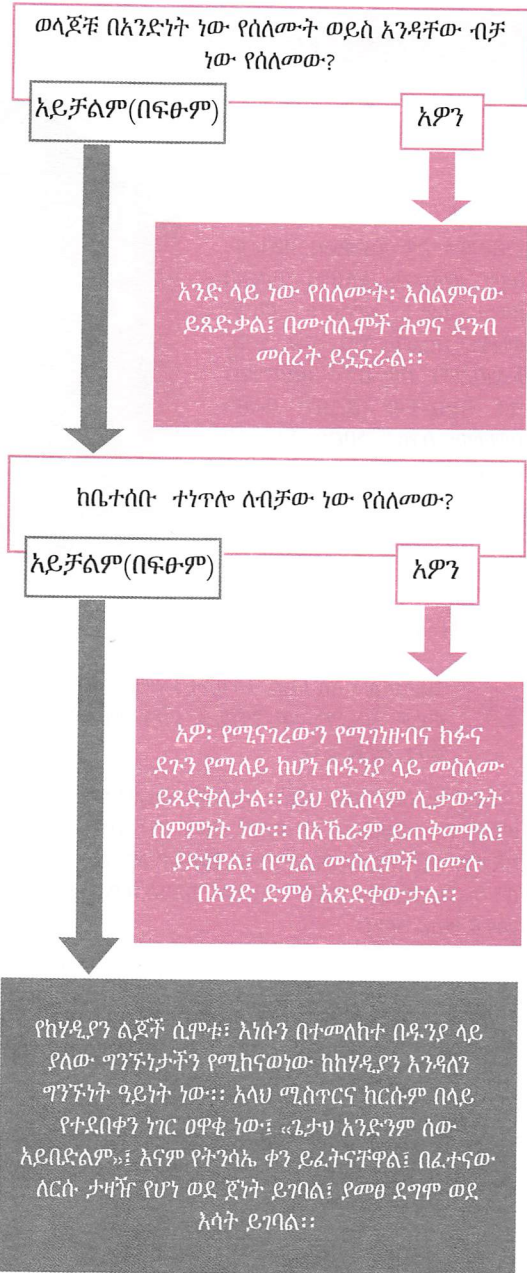 ወላጆቹ በአንድነት ነው የሰለሙት ወይስ አንዳቸው ብቻ
ነው የሰለመው?
አይቻልም(በፍፁም)
አዎን
አንድ ላይ ነው የሰለሙት፡ እስልምናው
ይጸድቃል፤ በሙስሊሞች ሕግና ደንብ
መሰረት ይኗኗራል፡፡
ከቤተሰቡ ተነጥሎ ለብቻው ነው የሰለመው?
አይቻልም(በፍፁም)
አዎን
አዎ፡ የሚናገረውን የሚገነዘብና ክፉና
ደጉን የሚለይ ከሆነ በዱንያ ላይ መስለሙ
ይጸድቅለታል፡፡ ይህ የኢስላም ሊቃውንት
ስምምነት ነው፡፡ በአኼራም ይጠቅመዋል፤
ያድነዋል፤ በሚል ሙስሊሞች በሙሉ
በአንድ ድምፅ አጽድቀውታል፡፡
የከሃዲያን ልጆች ሲሞቱ፣ እነሱን በተመለከተ በዱንያ ላይ
ያለው ግንኙነታችን የሚከናወነው ከከሃዲያን እንዳለን
ግንኙነት ዓይነት ነው፡፡ አላህ ሚስጥርና ከርሱም በላይ
የተደበቀን ነገር ዐዋቂ ነው፤ «ጌታህ አንድንም ሰው
አይበድልም»፤ እናም የትንሳኤ ቀን ይፈትናቸዋል፤ በፈተናው
ለርሱ ታዛዥ የሆነ ወደ ጀነት ይገባል፤ ያመፀ ደግሞ ወደ
እሳት ይገባል፡፡